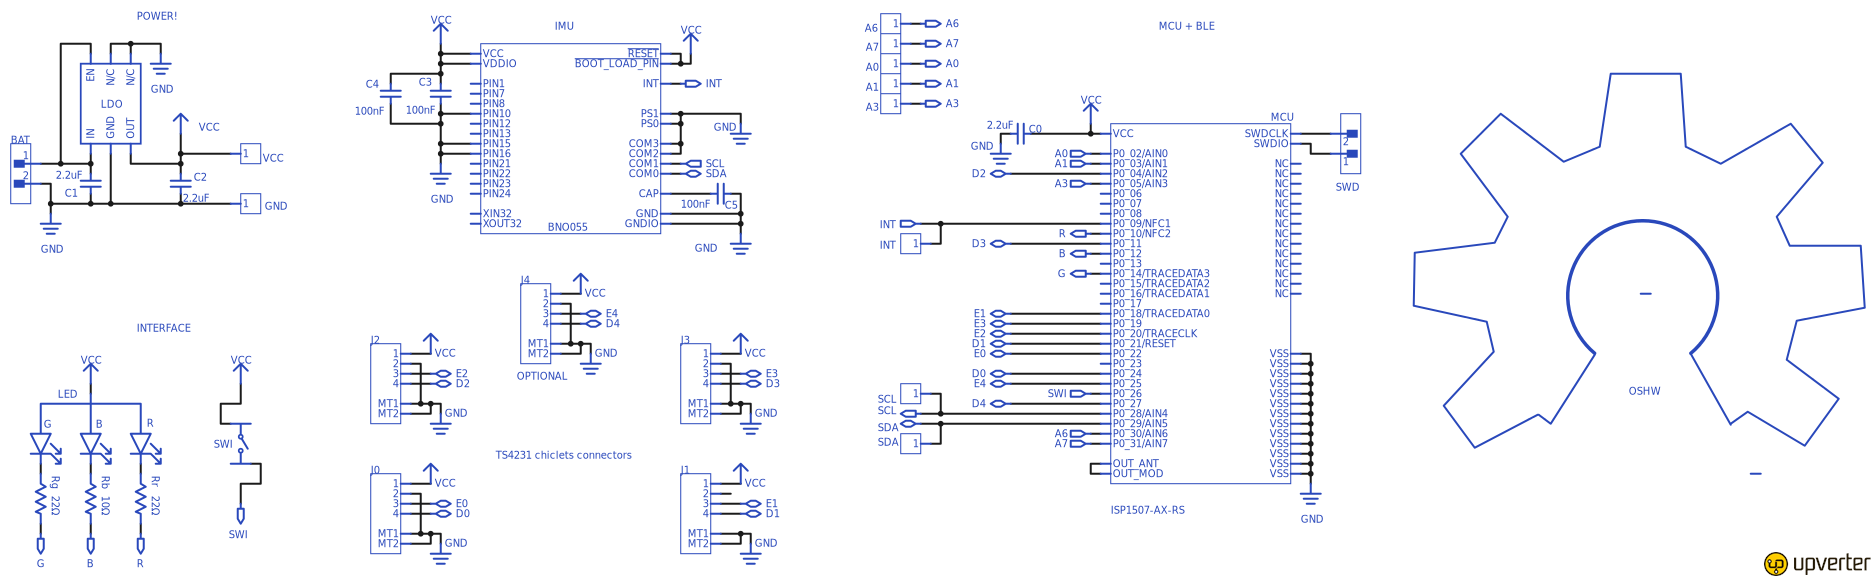 POWER!
EN
N/C
N/C
LDO
IN
GND
OUT
GND
VCC
BAT
1
2
2.2uF
C1
C2
2.2uF
1
VCC
1
GND
GND
IMU
VCC
VCC
C4
100nF
C3
100nF
GND
VCC
VDDIO
PIN1
PIN7
PIN8
PIN10
PIN12
PIN13
PIN15
PIN16
PIN21
PIN22
PIN23
PIN24
XIN32
XOUT32
RESET
BOOT_LOAD_PIN
INT
INT
PS1
PS0
GND
COM3
COM2
COM1
SCL
COM0
SDA
CAP
100nF
C5
GND
GNDIO
BNO055
GND
MCU + BLE
A6
1
A6
A7
1
A7
A0
1
A0
A1
1
A1
A3
1
A3
VCC
2.2uF
C0
GND
MCU
VCC
A0
P0_02/AIN0
A1
P0_03/AIN1
D2
P0_04/AIN2
A3
P0_05/AIN3
P0_06
P0_07
P0_08
INT
P0_09/NFC1
R
P0_10/NFC2
INT
1
D3
P0_11
B
P0_12
P0_13
G
P0_14/TRACEDATA3
P0_15/TRACEDATA2
P0_16/TRACEDATA1
P0_17
E1
P0_18/TRACEDATA0
E3
P0_19
E2
P0_20/TRACECLK
D1
P0_21/RESET
E0
P0_22
P0_23
D0
P0_24
E4
P0_25
SWI
P0_26
D4
P0_27
SCL
1
SCL
P0_28/AIN4
SDA
P0_29/AIN5
SDA
1
A6
P0_30/AIN6
A7
P0_31/AIN7
OUT_ANT
OUT_MOD
SWDCLK
SWDIO
NC
NC
NC
NC
NC
NC
NC
NC
NC
NC
NC
NC
NC
NC
VSS
VSS
VSS
VSS
VSS
VSS
VSS
VSS
VSS
VSS
VSS
VSS
VSS
2
1
SWD
GND
ISP1507-AX-RS
OSHW
INTERFACE
VCC
LED
G
B
R
Rg 22Ω
Rb 10Ω
Rr 22Ω
G
B
R
VCC
SWI
SWI
J4
1
VCC
2
3
E4
4
D4
MT1
MT2
GND
OPTIONAL
J2
1
VCC
2
3
E2
4
D2
MT1
MT2
GND
J3
1
VCC
2
3
E3
4
D3
MT1
MT2
GND
TS4231 chiclets connectors
J0
1
VCC
2
3
E0
4
D0
MT1
MT2
GND
J1
1
VCC
2
3
E1
4
D1
MT1
MT2
GND
upverter